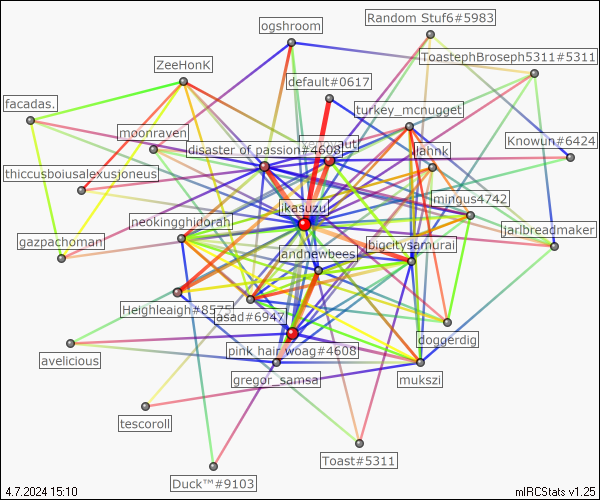 Random Stuf6#5983
ogshroom
ToastephBroseph5311#5311
ZeeHonK
default#0617
facadas.
turkey_mcnugget
moonraven
Knowun#6424
disaster of passion#4608
lahnk
thiccusboiusalexusjoneus
mingus4742
ikasuzu
neokingghidorah
jarlbreadmaker
gazpachoman
bigcitysamurai
andnewbees
Heighleaigh#8575
asad#6947
doggerdig
avelicious
pink hair woag#4608
gregor_samsa
mukszi
tescoroll
Toast#5311
Duck™#9103
4.7.2024 15:10
mIRCStats v1.25